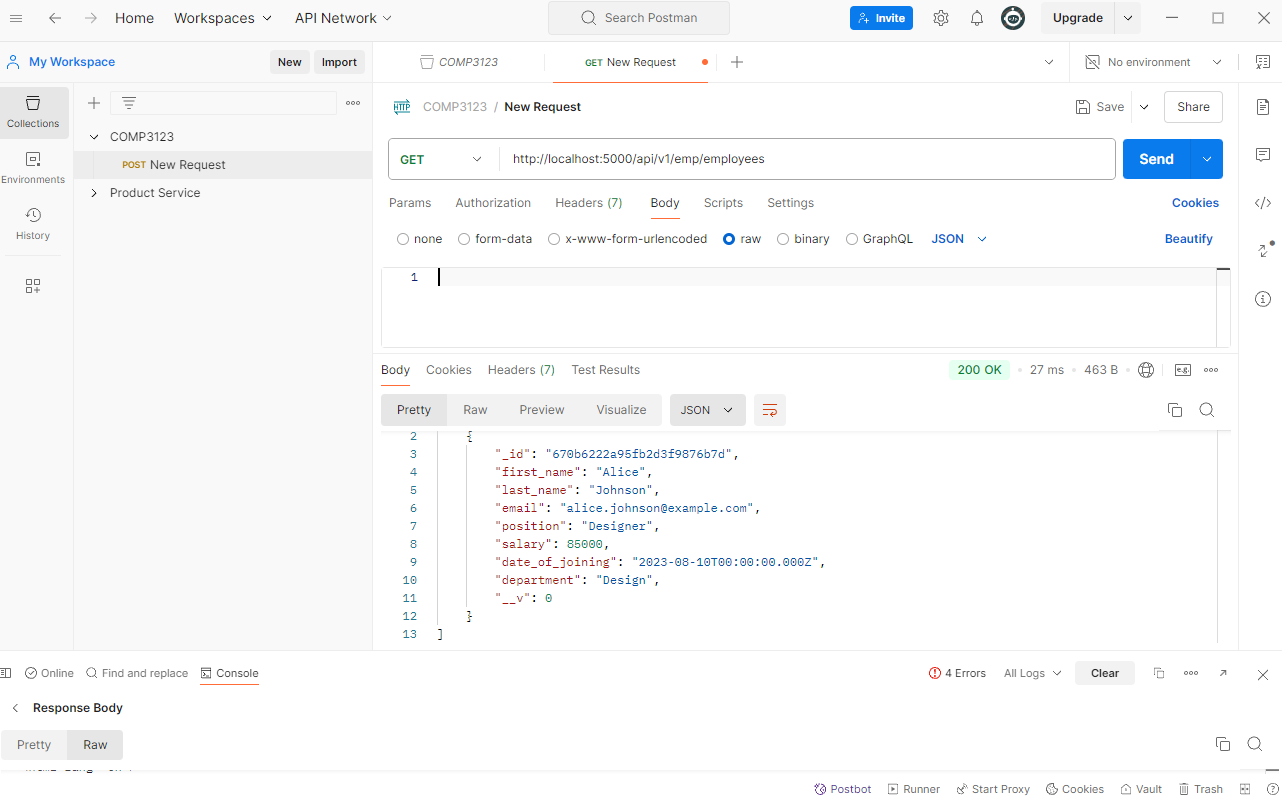 Home Workspaces API Network Search Postman Invite Upgrade
My Workspace New Import COMP3123 GET New Request No environment
Collections
Environments
History
COMP3123
POST New Request
Product Service
HTTP COMP3123 / New Request Save Share
GET http://localhost:5000/api/v1/emp/employees Send
Params Authorization Headers (7) Body Scripts Settings Cookies
none form-data x-www-form-urlencoded raw binary GraphQL JSON Beautify
1
Body Cookies Headers (7) Test Results 200 OK 27 ms 463 B e.g.
Pretty Raw Preview Visualize JSON
2 {
3 "_id": "670b6222a95fb2d3f9876b7d",
4 "first_name": "Alice",
5 "last_name": "Johnson",
6 "email": "alice.johnson@example.com",
7 "position": "Designer",
8 "salary": 85000,
9 "date_of_joining": "2023-08-10T00:00:00.000Z",
10 "department": "Design",
11 "__v": 0
12 }
13 ]
Online Find and replace Console 4 Errors All Logs Clear
Response Body
Pretty Raw
Postbot Runner Start Proxy Cookies Vault Trash